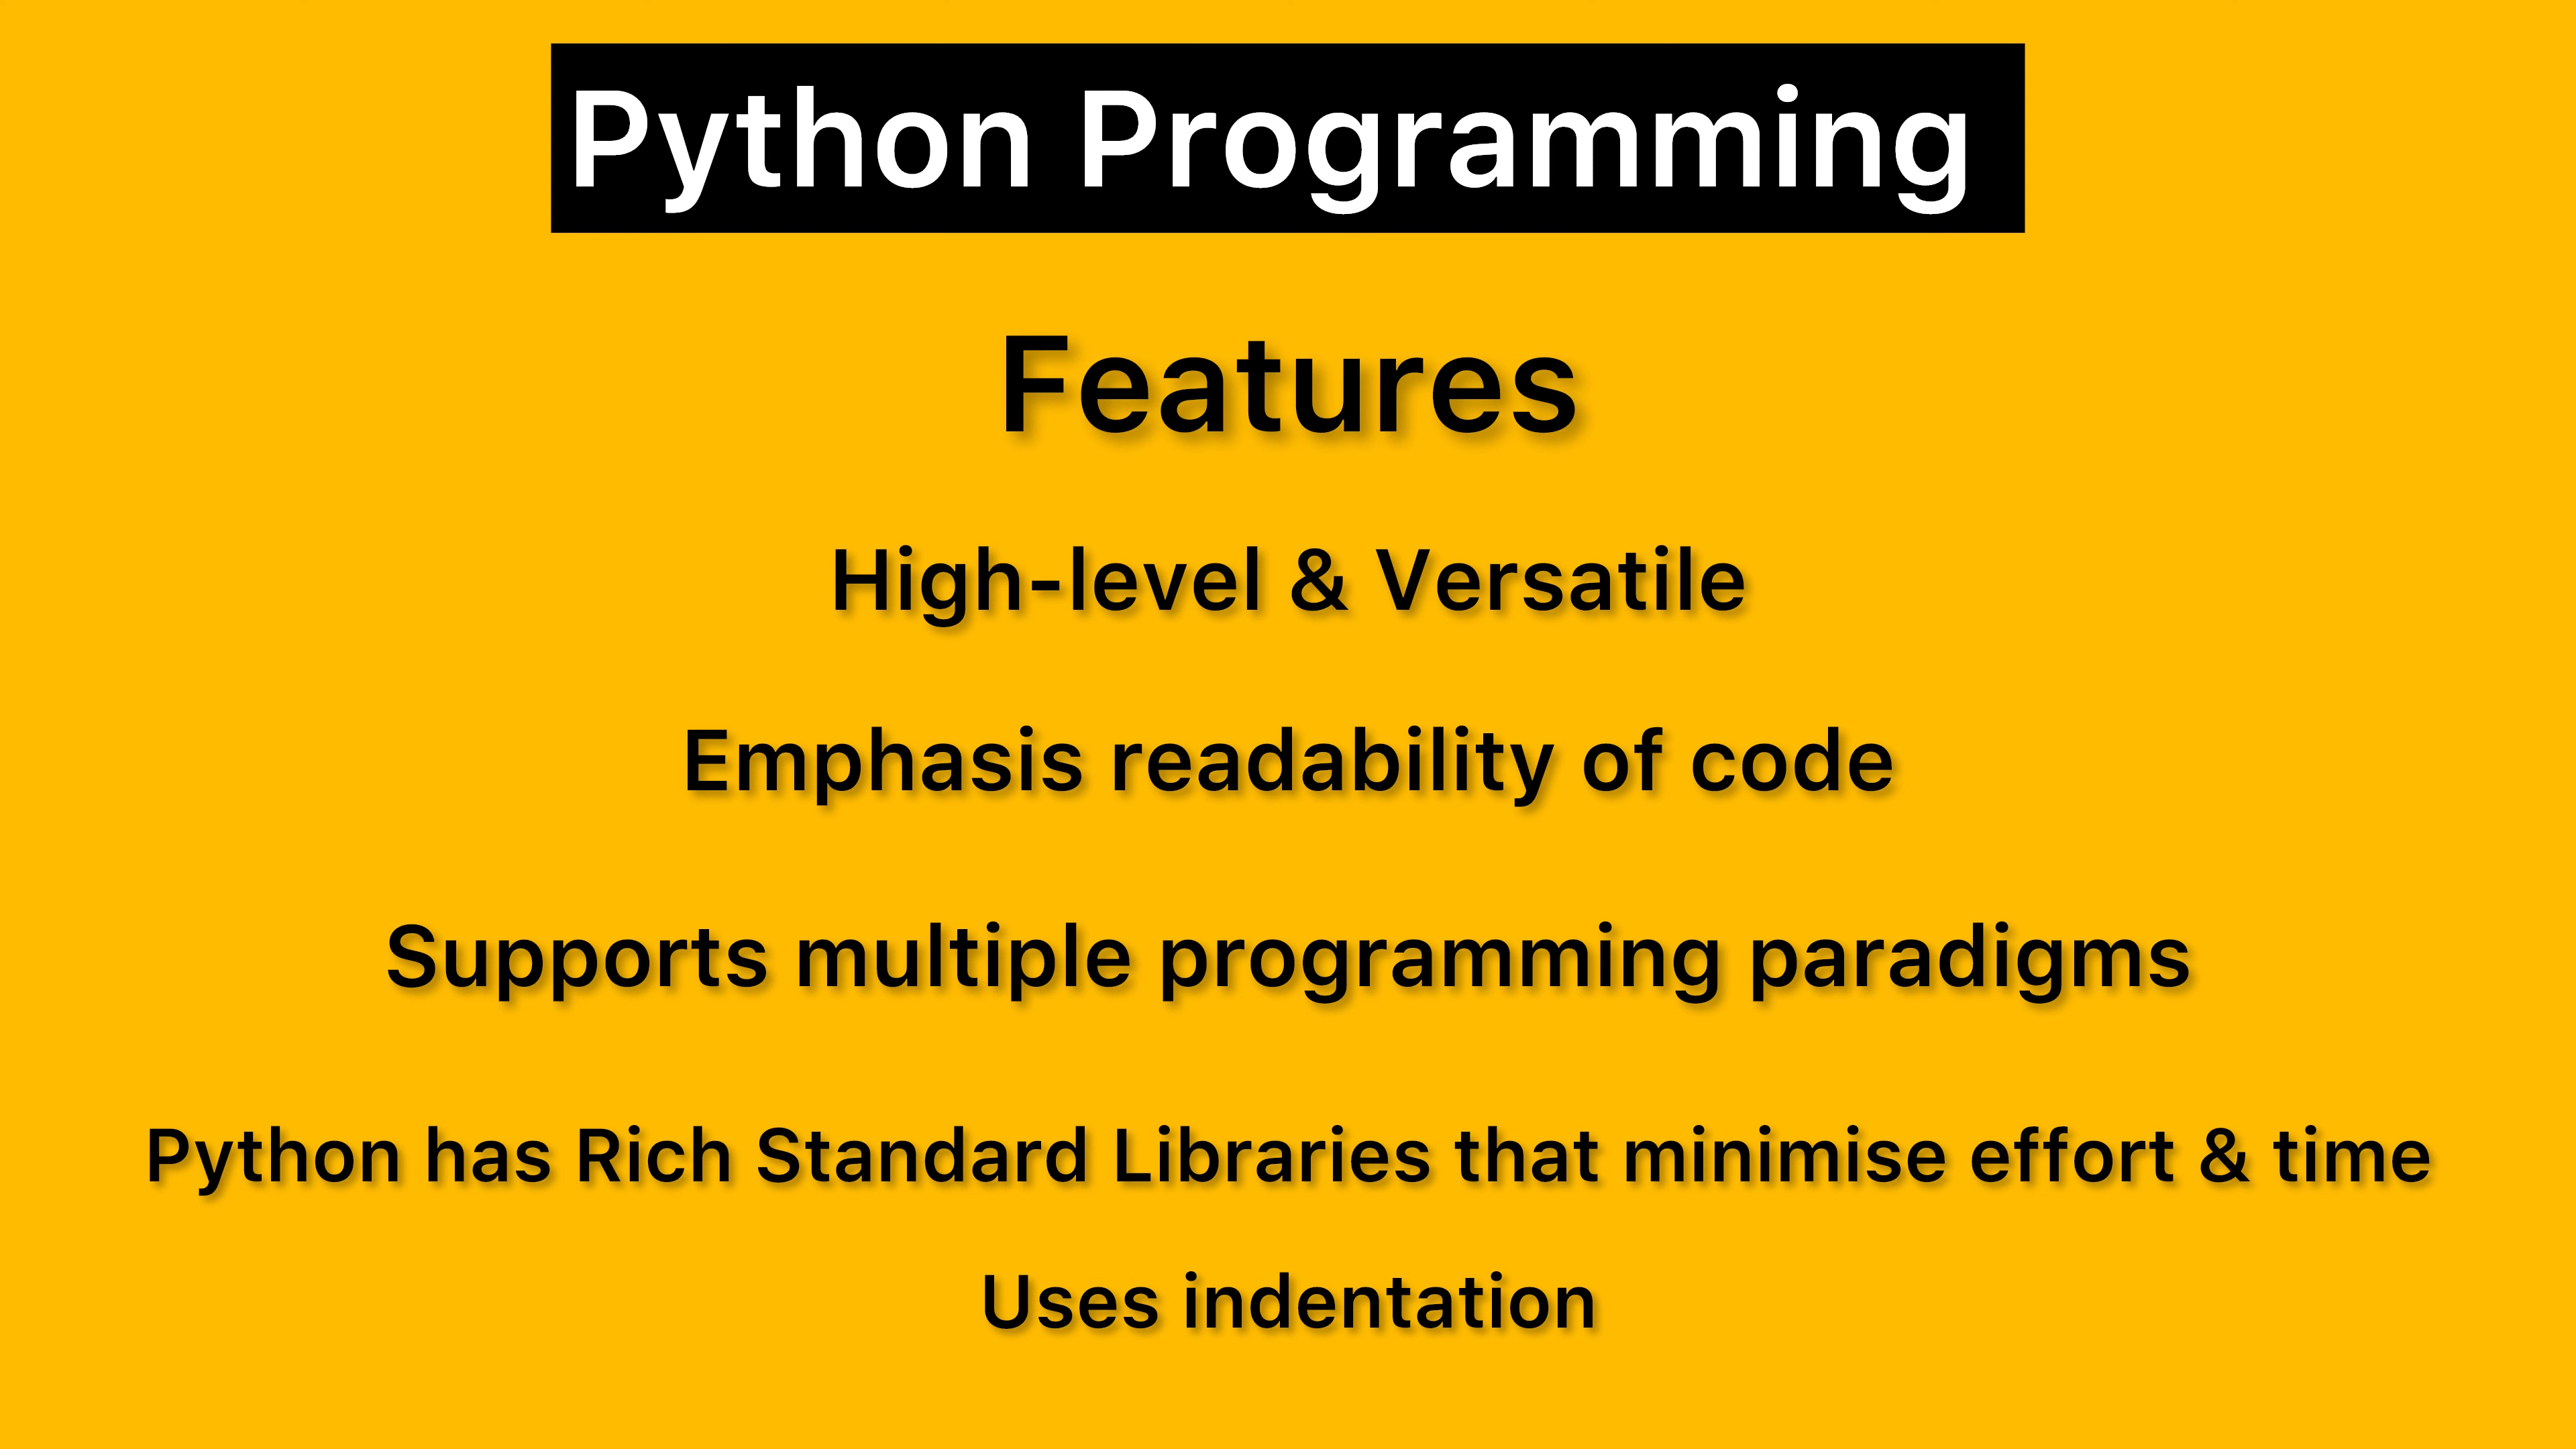 Python Programming
Features
High-level & Versatile
Emphasis readability of code
Supports multiple programming paradigms
Python has Rich Standard Libraries that minimise effort & time
Uses indentation